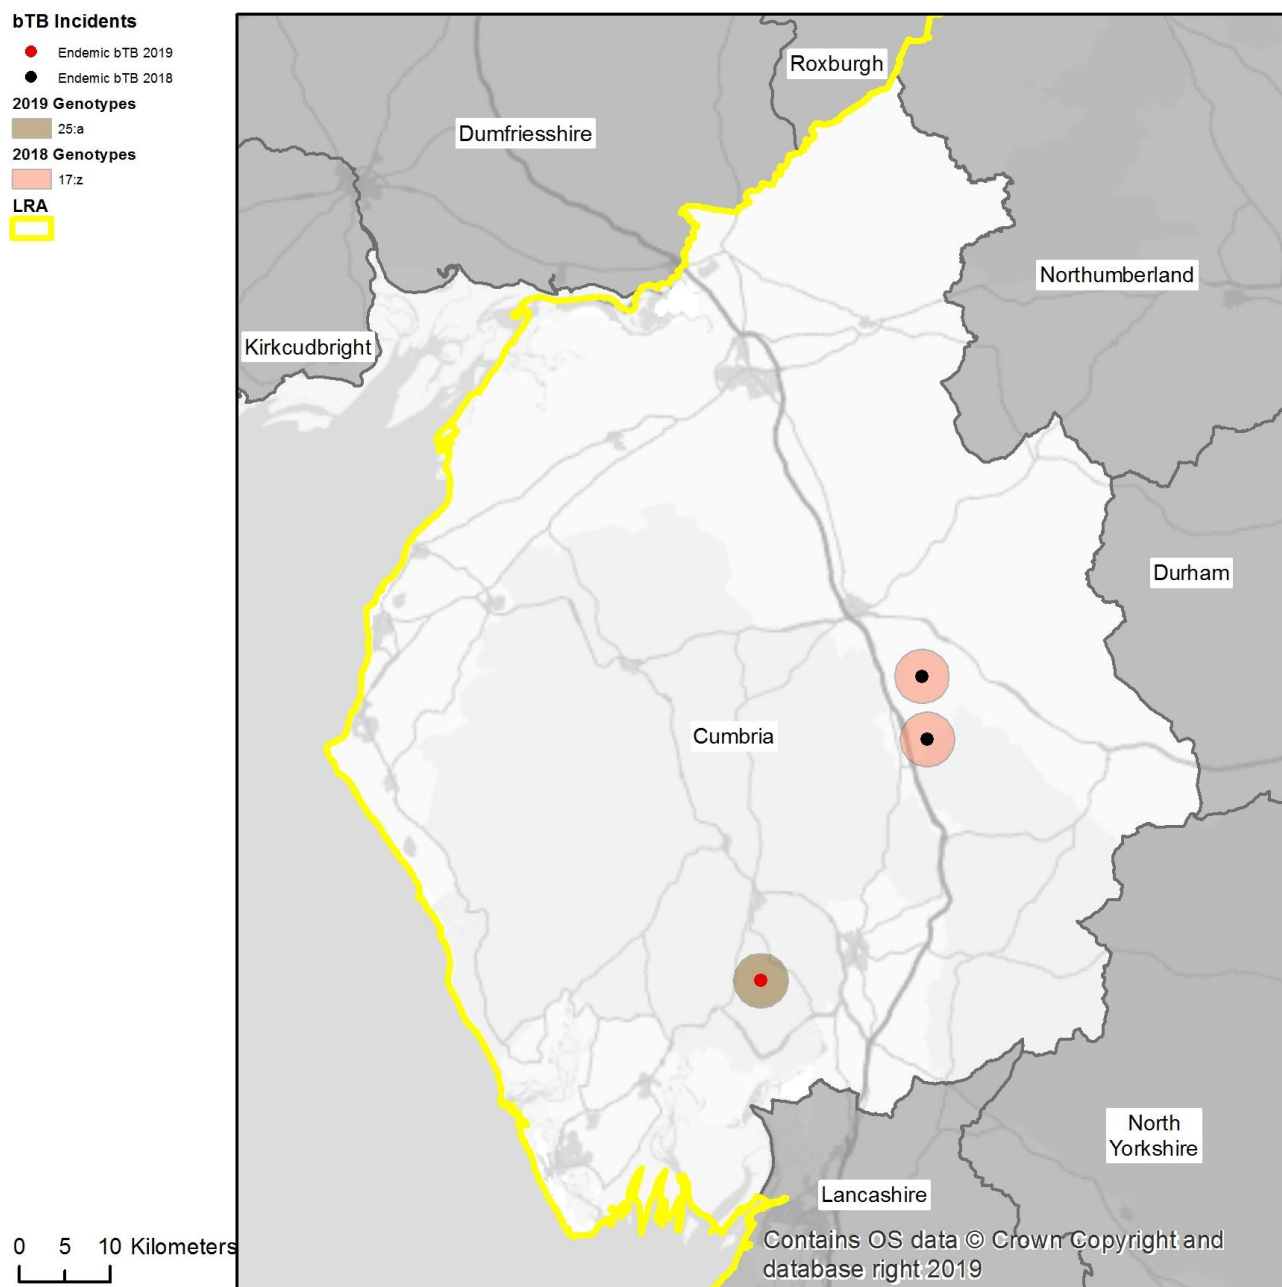 bTB Incidents
Endemic bTB 2019
Endemic bTB 2018
2019 Genotypes
25:a
2018 Genotypes
17:z
LRA
Roxburgh
Dumfriesshire
Northumberland
Kirkcudbright
Durham
Cumbria
North
Yorkshire
Lancashire
0 5 10 Kilometers
Contains OS data © Crown Copyright and
database right 2019